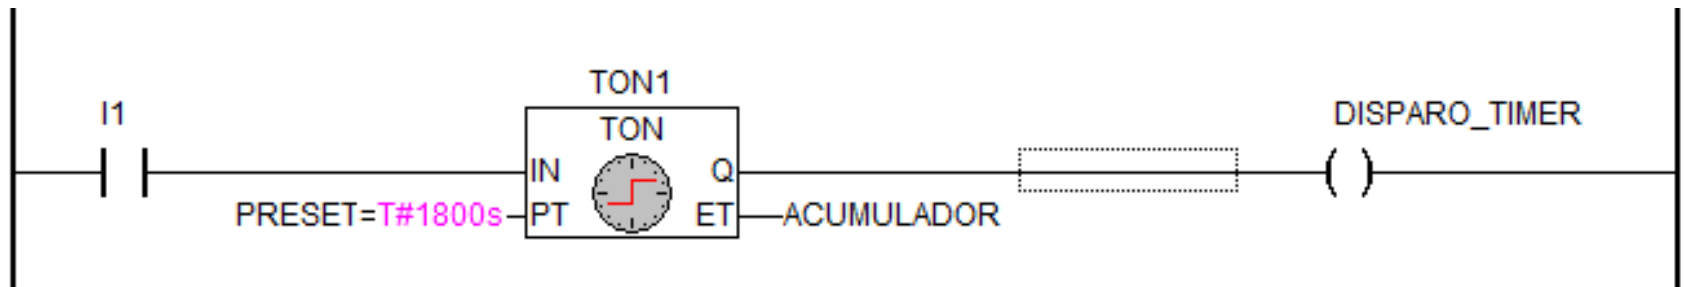 TON1
I1
TON
DISPARO_TIMER
IN
Q
PRESET=T#1800s
PT
ET
ACUMULADOR